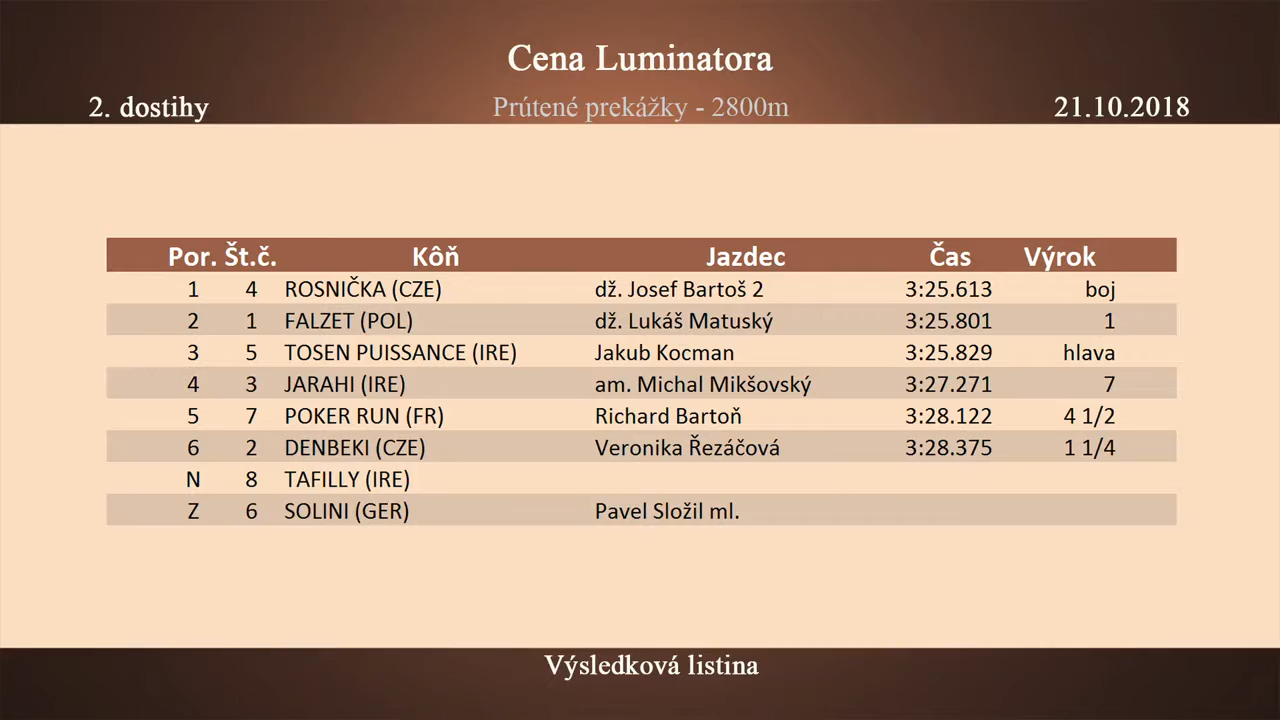 Cena Luminatora
2. dostihy Prútené prekážky - 2800m 21.10.2018
Por. Št.č. Kôň Jazdec Čas Výrok
1 4 ROSNIČKA (CZE) dž. Josef Bartoš 2 3:25.613 boj
2 1 FALZET (POL) dž. Lukáš Matuský 3:25.801 1
3 5 TOSEN PUISSANCE (IRE) Jakub Kocman 3:25.829 hlava
4 3 JARAHI (IRE) am. Michal Mikšovský 3:27.271 7
5 7 POKER RUN (FR) Richard Bartoň 3:28.122 4 1/2
6 2 DENBEKI (CZE) Veronika Řezáčová 3:28.375 1 1/4
N 8 TAFILLY (IRE)
Z 6 SOLINI (GER) Pavel Složil ml.
Výsledková listina